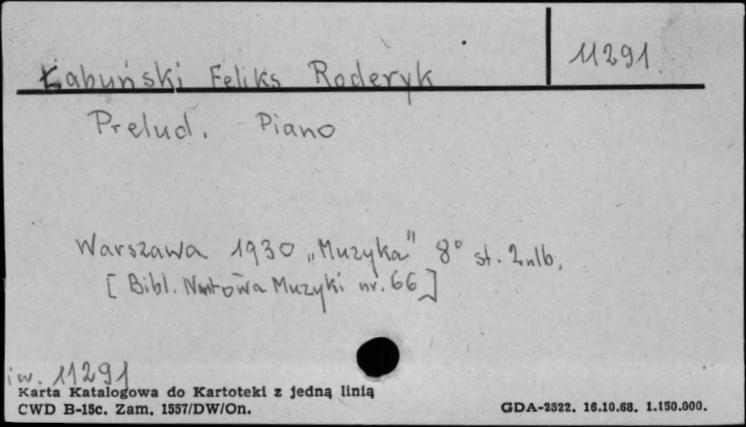 11291
Łabuński Feliks Roderyk
Prelud. Piano
Warszawa 1930 „Muzyka" 8° st. 2 nlb.
[Bibl. Nutowa Muzyki nr. 66]
iw. 11291
Karta Katalogowa do Kartoteki z jedną linią
CWD B-15c. Zam. 1557/DW/On. GDA-2522. 16.10.68. 1.150.000.